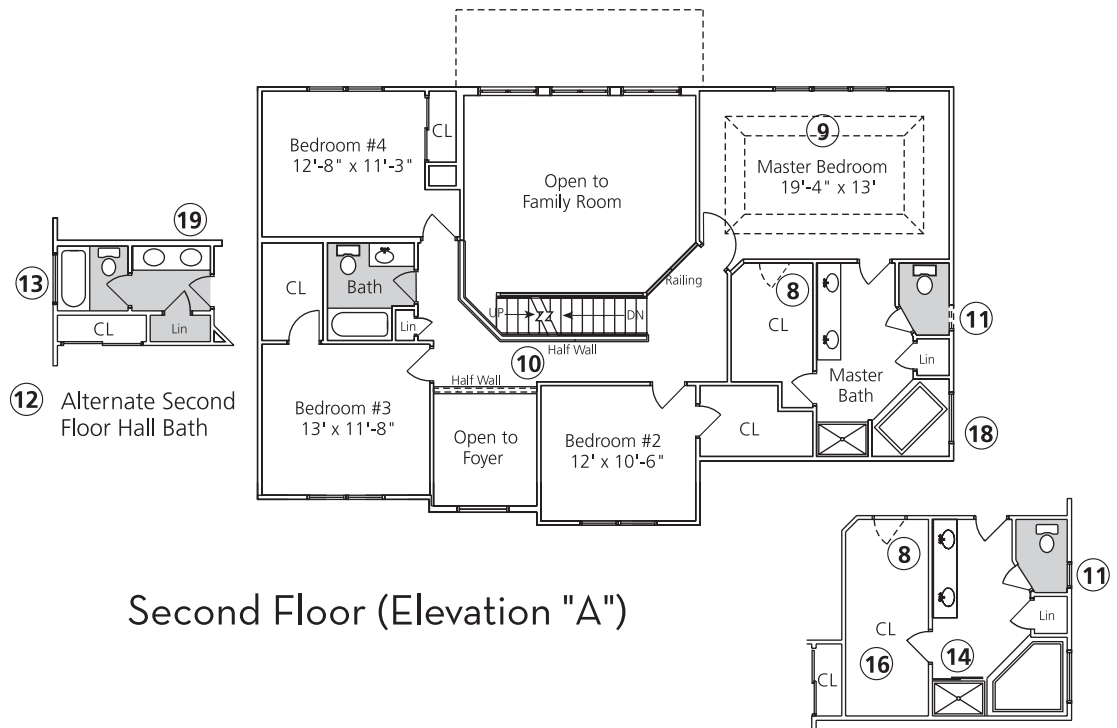 Bedroom #4
12'-8" x 11'-3"
CL
Open to
Family Room
9
Master Bedroom
19'-4" x 13'
19
13
CL
Lin
12 Alternate Second
Floor Hall Bath
CL
Bath
Lin
UP
DN
Railing
Half Wall
10
Half Wall
8
CL
11
Lin
Master
Bath
18
Bedroom #3
13' x 11'-8"
Open to
Foyer
Bedroom #2
12' x 10'-6"
CL
Second Floor (Elevation "A")
8
11
Lin
CL
16
14
CL